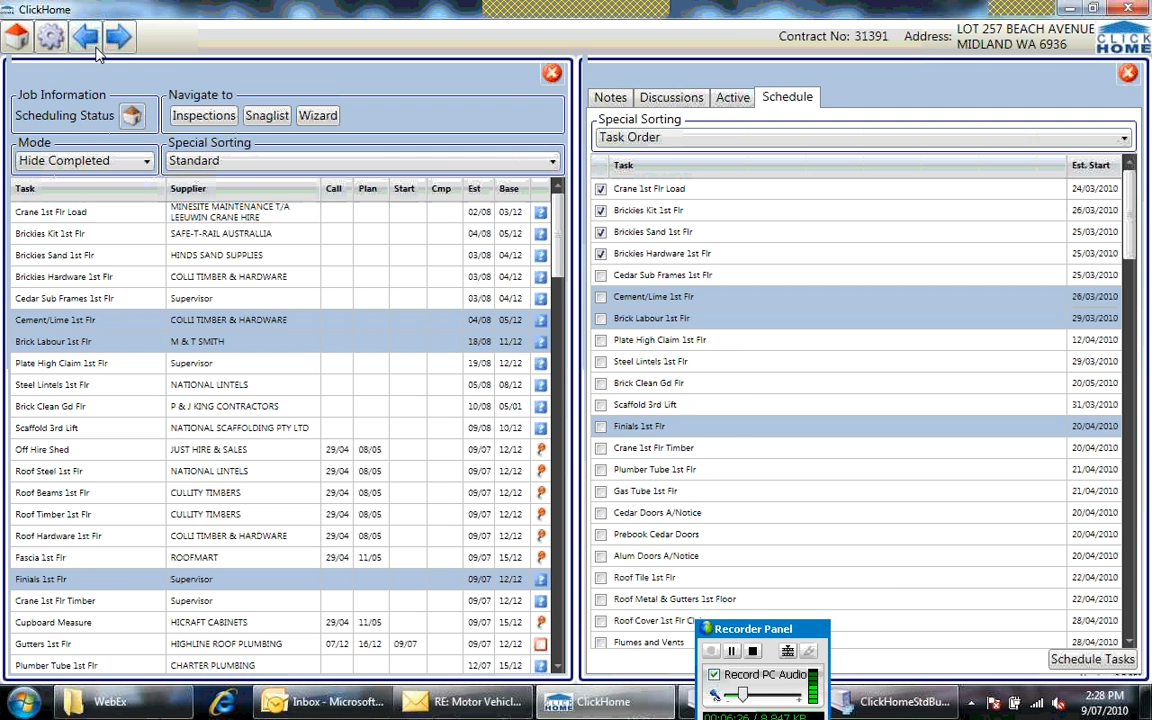 ClickHome
Contract No: 31391 Address: LOT 257 BEACH AVENUE
MIDLAND WA 6936
CLICK
HOME
Job Information
Scheduling Status
Navigate to
Inspections Snaglist Wizard
Mode
Hide Completed
Special Sorting
Standard
Task Supplier Call Plan Start Cmp Est Base
Crane 1st Flr Load MINESITE MAINTENANCE T/A LEEUWIN CRANE HIRE 02/08 03/12
Brickies Kit 1st Flr SAFE-T-RAIL AUSTRALLIA 04/08 05/12
Brickies Sand 1st Flr HINDS SAND SUPPLIES 03/08 04/12
Brickies Hardware 1st Flr COLLI TIMBER & HARDWARE 03/08 04/12
Cedar Sub Frames 1st Flr Supervisor 03/08 04/12
Cement/Lime 1st Flr COLLI TIMBER & HARDWARE 04/08 05/12
Brick Labour 1st Flr M & T SMITH 18/08 11/12
Plate High Claim 1st Flr Supervisor 19/08 12/12
Steel Lintels 1st Flr NATIONAL LINTELS 05/08 08/12
Brick Clean Gd Flr P & J KING CONTRACTORS 10/08 05/01
Scaffold 3rd Lift NATIONAL SCAFFOLDING PTY LTD 09/08 10/12
Off Hire Shed JUST HIRE & SALES 29/04 08/05 09/07 12/12
Roof Steel 1st Flr NATIONAL LINTELS 29/04 08/05 09/07 12/12
Roof Beams 1st Flr CULLITY TIMBERS 29/04 08/05 09/07 12/12
Roof Timber 1st Flr CULLITY TIMBERS 29/04 08/05 09/07 12/12
Roof Hardware 1st Flr COLLI TIMBER & HARDWARE 29/04 08/05 09/07 12/12
Fascia 1st Flr ROOFMART 29/04 11/05 09/07 15/12
Finials 1st Flr Supervisor 09/07 12/12
Crane 1st Flr Timber Supervisor 09/07 12/12
Cupboard Measure HICRAFT CABINETS 29/04 11/05 09/07 15/12
Gutters 1st Flr HIGHLINE ROOF PLUMBING 07/12 16/12 09/07 09/07 12/12
Plumber Tube 1st Flr CHARTER PLUMBING 12/07 15/12
Notes Discussions Active Schedule
Special Sorting
Task Order
Task Est. Start
Crane 1st Flr Load 24/03/2010
Brickies Kit 1st Flr 26/03/2010
Brickies Sand 1st Flr 25/03/2010
Brickies Hardware 1st Flr 25/03/2010
Cedar Sub Frames 1st Flr 25/03/2010
Cement/Lime 1st Flr 26/03/2010
Brick Labour 1st Flr 29/03/2010
Plate High Claim 1st Flr 12/04/2010
Steel Lintels 1st Flr 29/03/2010
Brick Clean Gd Flr 20/05/2010
Scaffold 3rd Lift 31/03/2010
Finials 1st Flr 20/04/2010
Crane 1st Flr Timber 20/04/2010
Plumber Tube 1st Flr 21/04/2010
Gas Tube 1st Flr 21/04/2010
Cedar Doors A/Notice 20/04/2010
Prebook Cedar Doors 20/04/2010
Alum Doors A/Notice 20/04/2010
Roof Tile 1st Flr 22/04/2010
Roof Metal & Gutters 1st Floor 22/04/2010
Roof Cover 1st Flr 28/04/2010
Flumes and Vents 28/04/2010
Schedule Tasks
Recorder Panel
Record PC Audio
00:06:26 / 8,847 KB
WebEx
Inbox - Microsoft...
RE: Motor Vehicl...
ClickHome
ClickHomeStdBu...
2:28 PM
9/07/2010